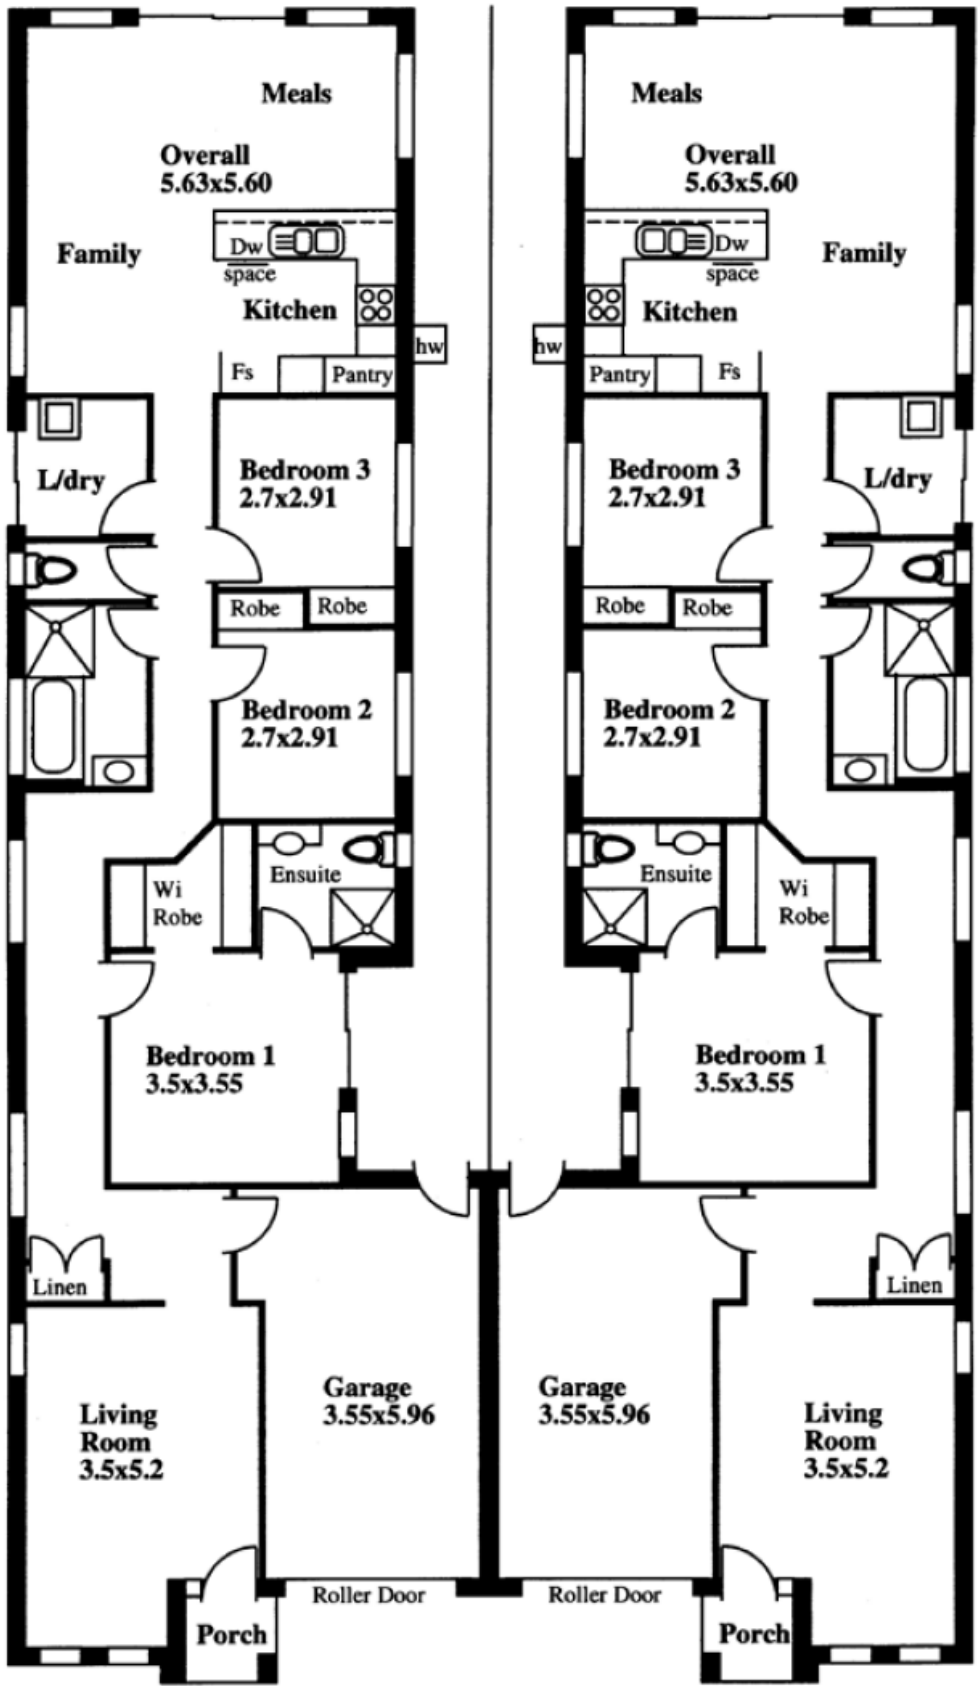 Meals
Overall
5.63x5.60
Family
Dw
space
Kitchen
hw
Fs
Pantry
L/dry
Bedroom 3
2.7x2.91
Robe
Robe
Bedroom 2
2.7x2.91
Wi
Robe
Ensuite
Bedroom 1
3.5x3.55
Linen
Living
Room
3.5x5.2
Garage
3.55x5.96
Roller Door
Porch
Meals
Overall
5.63x5.60
Family
Dw
space
Kitchen
hw
Pantry
Fs
Bedroom 3
2.7x2.91
L/dry
Robe
Robe
Bedroom 2
2.7x2.91
Ensuite
Wi
Robe
Bedroom 1
3.5x3.55
Linen
Garage
3.55x5.96
Living
Room
3.5x5.2
Roller Door
Porch